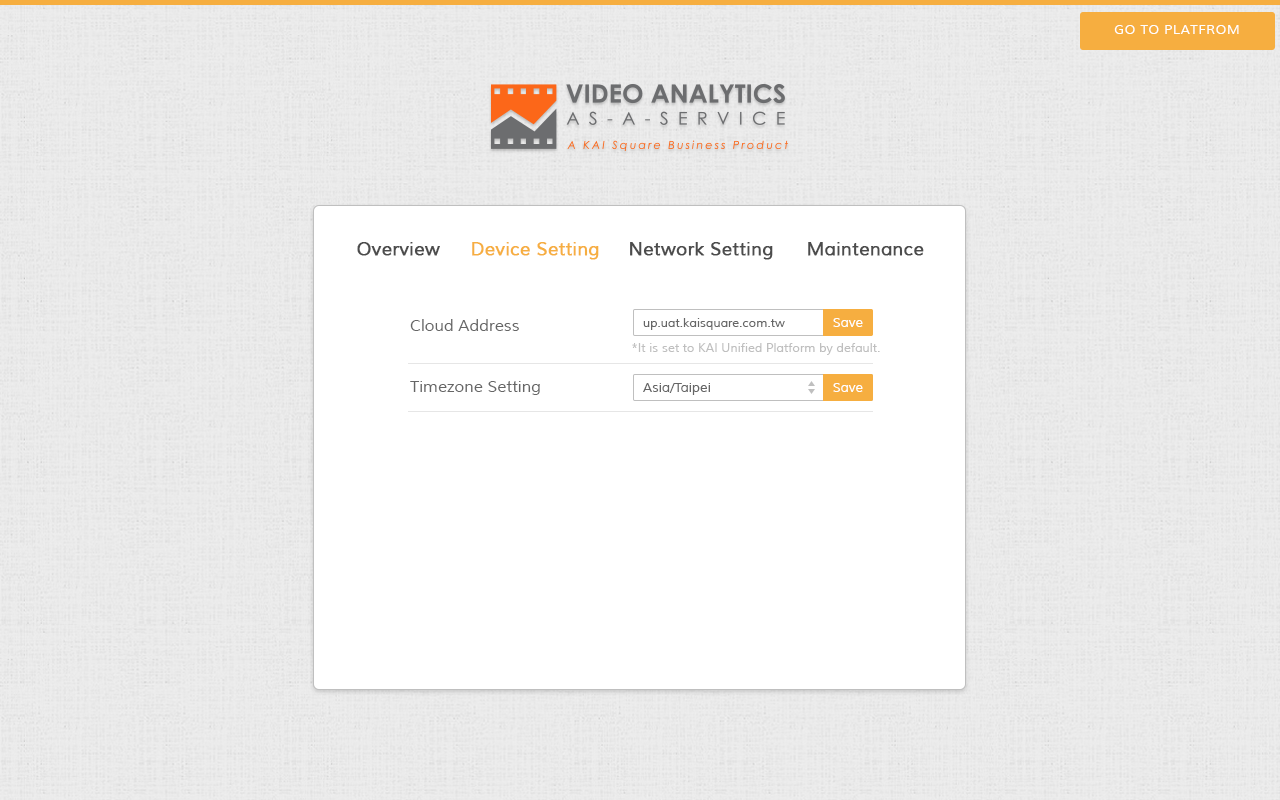 GO TO PLATFROM
VIDEO ANALYTICS
AS-A-SERVICE
A KAI Square Business Product
Overview Device Setting Network Setting Maintenance
Cloud Address up.uat.kaisquare.com.tw Save
*It is set to KAI Unified Platform by default.
Timezone Setting Asia/Taipei Save